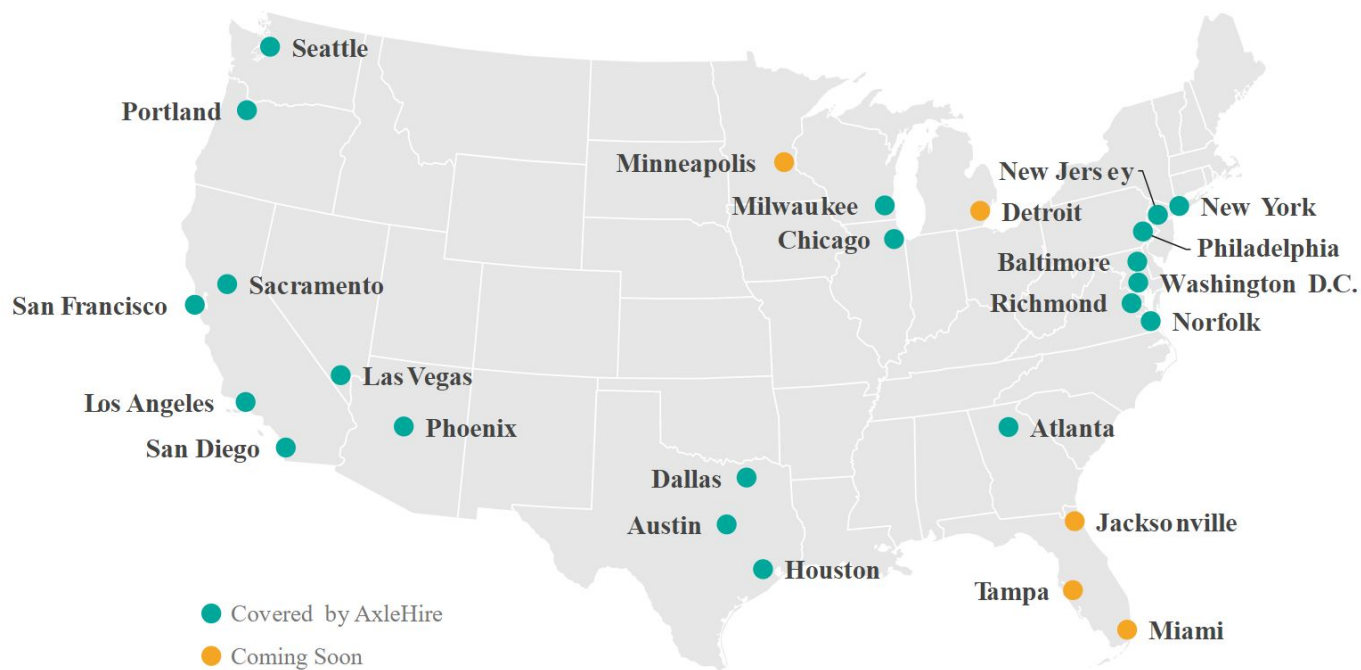 Seattle
Portland
Minneapolis
New Jersey
Milwaukee
Detroit
New York
Chicago
Philadelphia
Baltimore
Sacramento
Washington D.C.
San Francisco
Richmond
Norfolk
Las Vegas
Los Angeles
Phoenix
Atlanta
San Diego
Dallas
Austin
Jacksonville
Houston
Tampa
Covered by AxleHire
Miami
Coming Soon